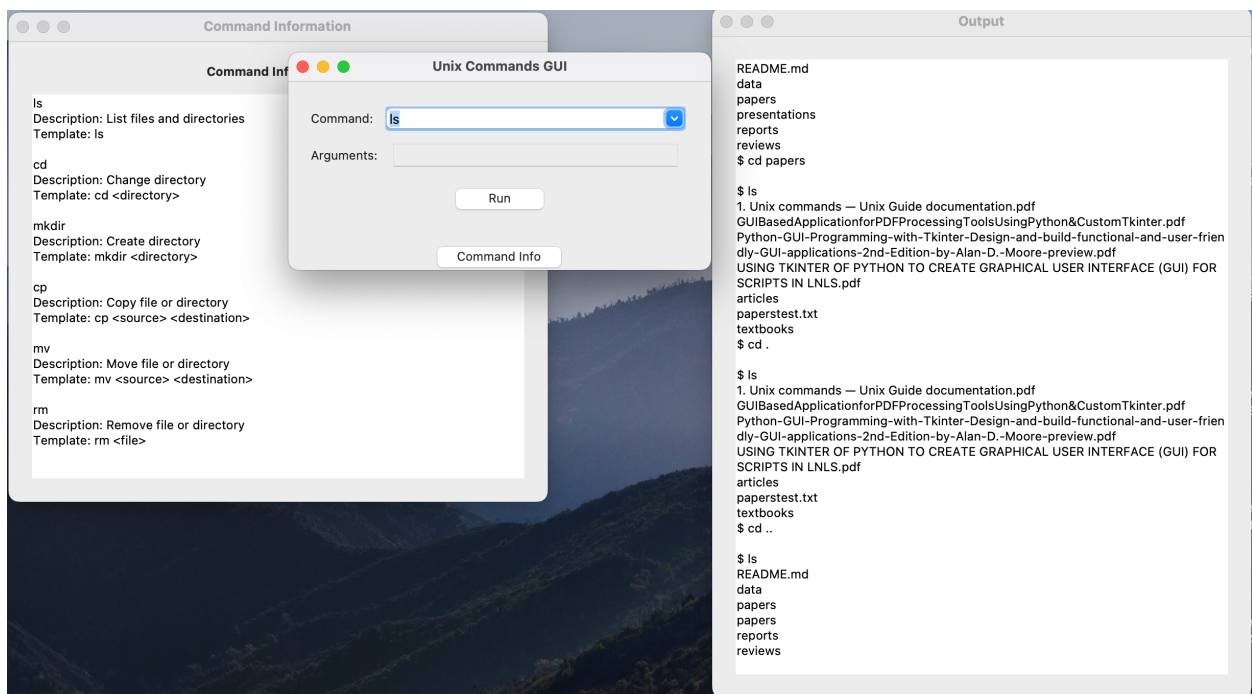 Command Information
Command Inf
ls
Description: List files and directories
Template: ls
cd
Description: Change directory
Template: cd <directory>
mkdir
Description: Create directory
Template: mkdir <directory>
cp
Description: Copy file or directory
Template: cp <source> <destination>
mv
Description: Move file or directory
Template: mv <source> <destination>
rm
Description: Remove file or directory
Template: rm <file>
Unix Commands GUI
Command: ls
Arguments:
Run
Command Info
Output
README.md
data
papers
presentations
reports
reviews
$ cd papers
$ ls
1. Unix commands — Unix Guide documentation.pdf
GUIBasedApplicationforPDFProcessingToolsUsingPython&CustomTkinter.pdf
Python-GUI-Programming-with-Tkinter-Design-and-build-functional-and-user-frien
dly-GUI-applications-2nd-Edition-by-Alan-D.-Moore-preview.pdf
USING TKINTER OF PYTHON TO CREATE GRAPHICAL USER INTERFACE (GUI) FOR
SCRIPTS IN LNLS.pdf
articles
paperstest.txt
textbooks
$ cd .
$ ls
1. Unix commands — Unix Guide documentation.pdf
GUIBasedApplicationforPDFProcessingToolsUsingPython&CustomTkinter.pdf
Python-GUI-Programming-with-Tkinter-Design-and-build-functional-and-user-frien
dly-GUI-applications-2nd-Edition-by-Alan-D.-Moore-preview.pdf
USING TKINTER OF PYTHON TO CREATE GRAPHICAL USER INTERFACE (GUI) FOR
SCRIPTS IN LNLS.pdf
articles
paperstest.txt
textbooks
$ cd ..
$ ls
README.md
data
papers
papers
reports
reviews